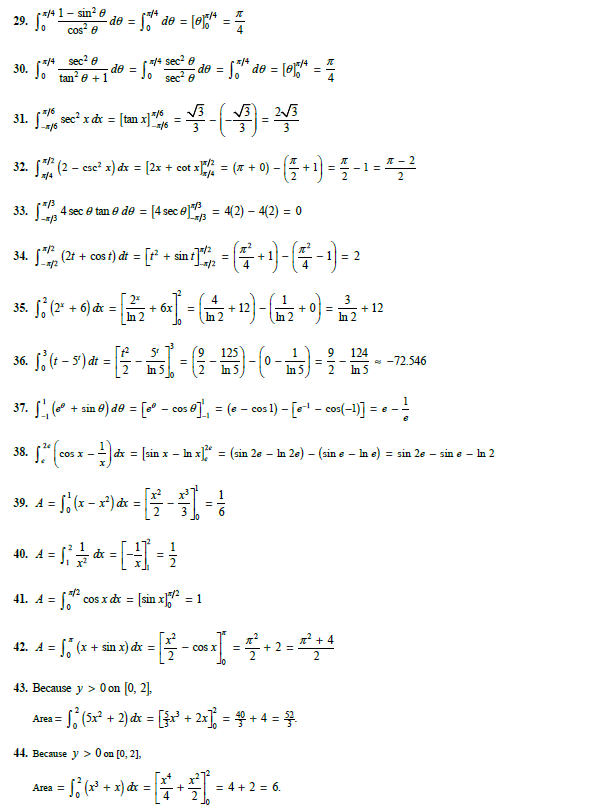 29. ∫₀^{π/4} (1 − sin² θ)/(cos² θ) dθ = ∫₀^{π/4} dθ = [θ]₀^{π/4} = π/4
30. ∫₀^{π/4} (sec² θ)/(tan² θ + 1) dθ = ∫₀^{π/4} (sec² θ)/(sec² θ) dθ = ∫₀^{π/4} dθ = [θ]₀^{π/4} = π/4
31. ∫_{−π/6}^{π/6} sec² x dx = [tan x]_{−π/6}^{π/6} = √3/3 − (−√3/3) = 2√3/3
32. ∫_{π/4}^{π/2} (2 − csc² x) dx = [2x + cot x]_{π/4}^{π/2} = (π + 0) − (π/2 + 1) = π/2 − 1 = (π − 2)/2
33. ∫_{−π/3}^{π/3} 4 sec θ tan θ dθ = [4 sec θ]_{−π/3}^{π/3} = 4(2) − 4(2) = 0
34. ∫_{−π/2}^{π/2} (2t + cos t) dt = [t² + sin t]_{−π/2}^{π/2} = (π²/4 + 1) − (π²/4 − 1) = 2
35. ∫₀² (2ˣ + 6) dx = [2ˣ/ln 2 + 6x]₀² = (4/ln 2 + 12) − (1/ln 2 + 0) = 3/ln 2 + 12
36. ∫₀³ (t − 5ᵗ) dt = [t²/2 − 5ᵗ/ln 5]₀³ = (9/2 − 125/ln 5) − (0 − 1/ln 5) = 9/2 − 124/ln 5 ≈ −72.546
37. ∫_{−1}^{1} (e^θ + sin θ) dθ = [e^θ − cos θ]_{−1}^{1} = (e − cos 1) − [e^{−1} − cos(−1)] = e − 1/e
38. ∫_e^{2e} (cos x − 1/x) dx = [sin x − ln x]_e^{2e} = (sin 2e − ln 2e) − (sin e − ln e) = sin 2e − sin e − ln 2
39. A = ∫₀¹ (x − x²) dx = [x²/2 − x³/3]₀¹ = 1/6
40. A = ∫₁² 1/x² dx = [−1/x]₁² = 1/2
41. A = ∫₀^{π/2} cos x dx = [sin x]₀^{π/2} = 1
42. A = ∫₀^π (x + sin x) dx = [x²/2 − cos x]₀^π = π²/2 + 2 = (π² + 4)/2
43. Because y > 0 on [0, 2],
Area = ∫₀² (5x² + 2) dx = [5/3 x³ + 2x]₀² = 40/3 + 4 = 52/3.
44. Because y > 0 on [0, 2],
Area = ∫₀² (x³ + x) dx = [x⁴/4 + x²/2]₀² = 4 + 2 = 6.